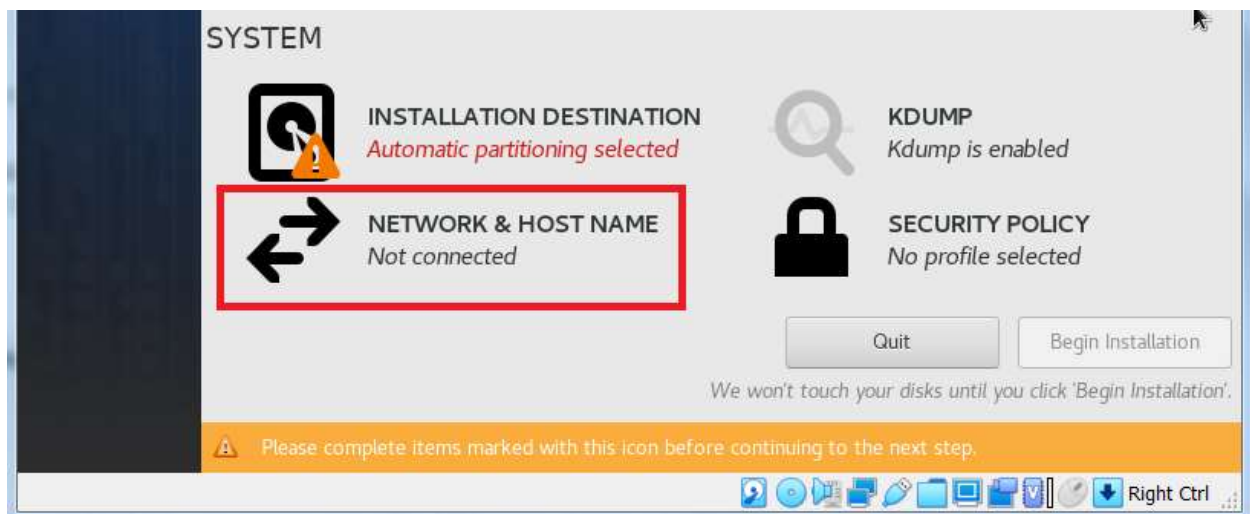 SYSTEM
INSTALLATION DESTINATION
Automatic partitioning selected
KDUMP
Kdump is enabled
NETWORK & HOST NAME
Not connected
SECURITY POLICY
No profile selected
Quit
Begin Installation
We won't touch your disks until you click 'Begin Installation'.
Please complete items marked with this icon before continuing to the next step.
Right Ctrl